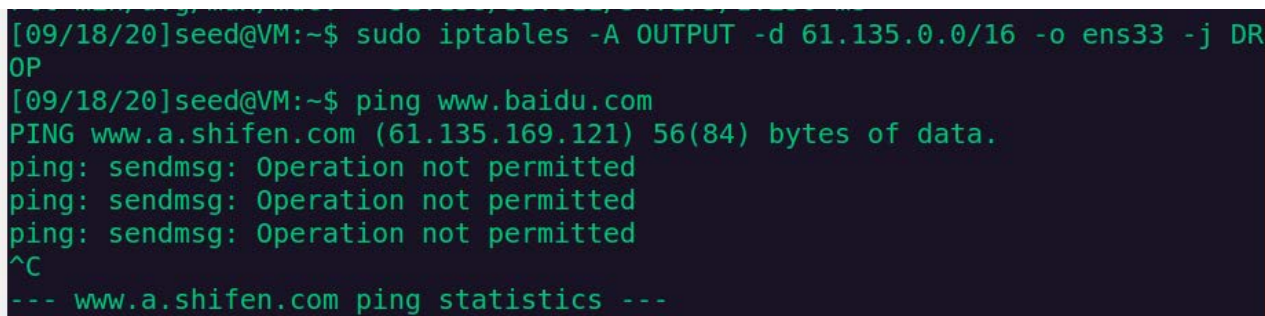 [09/18/20]seed@VM:~$ sudo iptables -A OUTPUT -d 61.135.0.0/16 -o ens33 -j DR
OP
[09/18/20]seed@VM:~$ ping www.baidu.com
PING www.a.shifen.com (61.135.169.121) 56(84) bytes of data.
ping: sendmsg: Operation not permitted
ping: sendmsg: Operation not permitted
ping: sendmsg: Operation not permitted
^C
--- www.a.shifen.com ping statistics ---